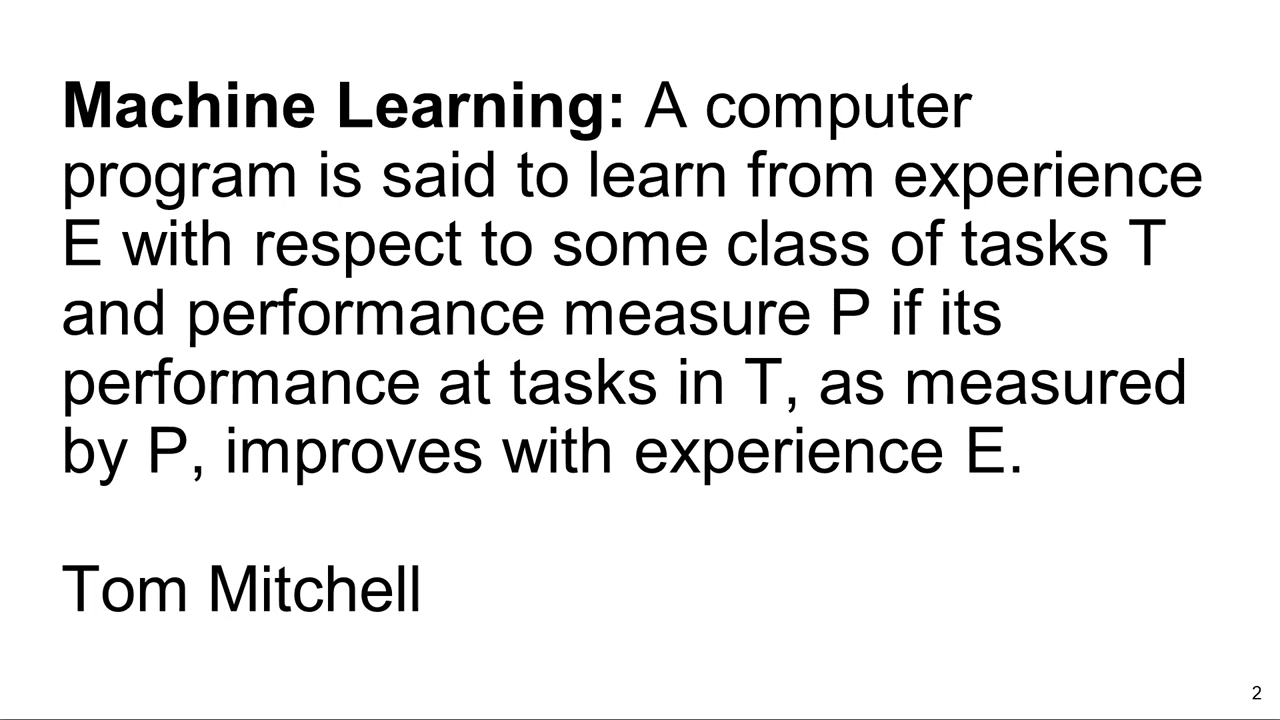 Machine Learning: A computer
program is said to learn from experience
E with respect to some class of tasks T
and performance measure P if its
performance at tasks in T, as measured
by P, improves with experience E.
Tom Mitchell
2